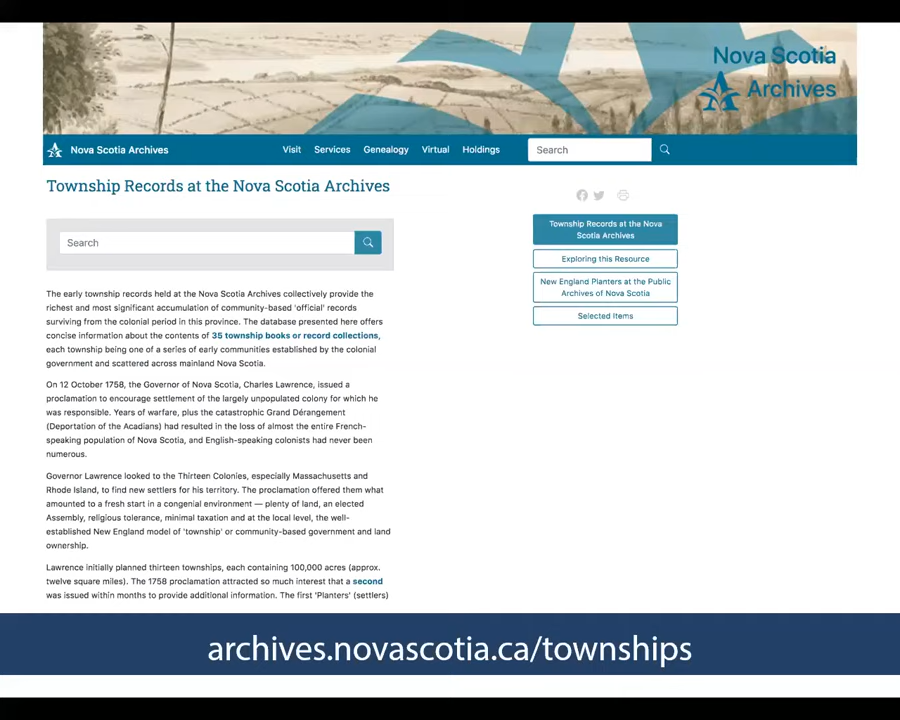 Nova Scotia
Archives
Nova Scotia Archives
Visit
Services
Genealogy
Virtual
Holdings
Search
Township Records at the Nova Scotia Archives
Search
The early township records held at the Nova Scotia Archives collectively provide the
richest and most significant accumulation of community-based 'official' records
surviving from the colonial period in this province. The database presented here offers
concise information about the contents of 35 township books or record collections,
each township being one of a series of early communities established by the colonial
government and scattered across mainland Nova Scotia.
On 12 October 1758, the Governor of Nova Scotia, Charles Lawrence, issued a
proclamation to encourage settlement of the largely unpopulated colony for which he
was responsible. Years of warfare, plus the catastrophic Grand Dérangement
(Deportation of the Acadians) had resulted in the loss of almost the entire French-
speaking population of Nova Scotia, and English-speaking colonists had never been
numerous.
Governor Lawrence looked to the Thirteen Colonies, especially Massachusetts and
Rhode Island, to find new settlers for his territory. The proclamation offered them what
amounted to a fresh start in a congenial environment — plenty of land, an elected
Assembly, religious tolerance, minimal taxation and at the local level, the well-
established New England model of 'township' or community-based government and land
ownership.
Lawrence initially planned thirteen townships, each containing 100,000 acres (approx.
twelve square miles). The 1758 proclamation attracted so much interest that a second
was issued within months to provide additional information. The first 'Planters' (settlers)
Township Records at the Nova
Scotia Archives
Exploring this Resource
New England Planters at the Public
Archives of Nova Scotia
Selected Items
archives.novascotia.ca/townships